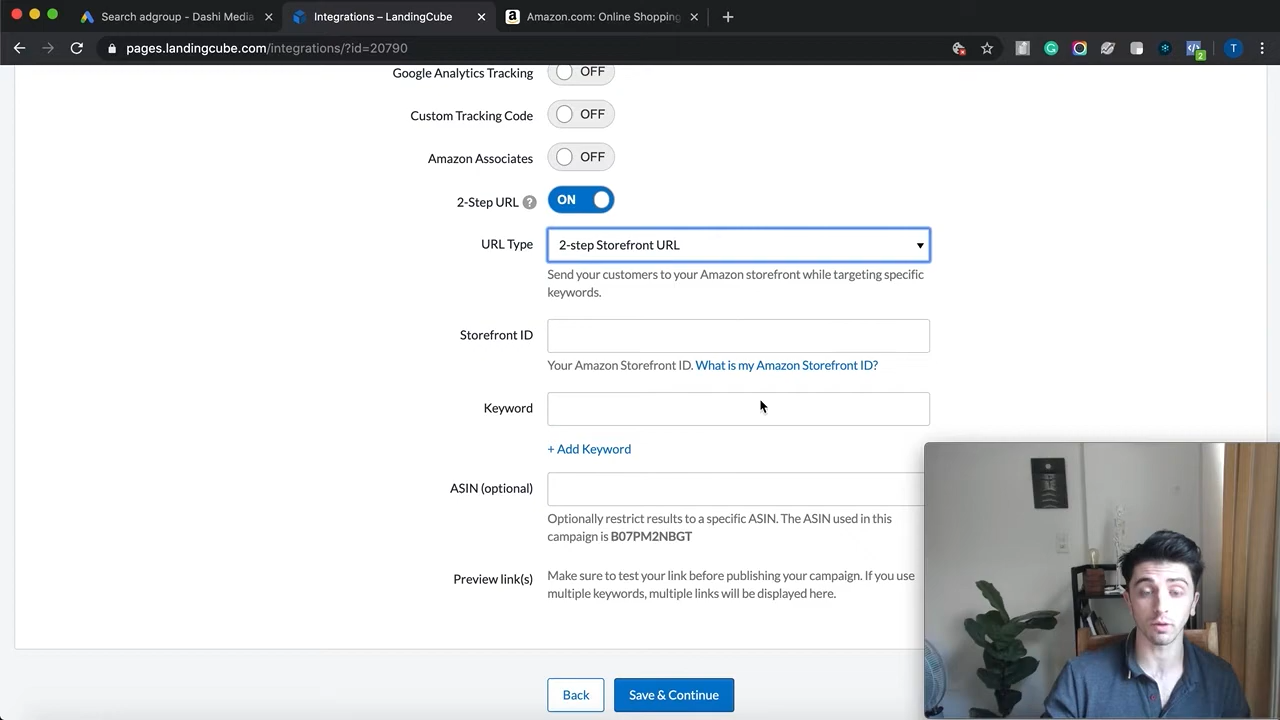 Search adgroup - Dashi Media
Integrations – LandingCube
Amazon.com: Online Shopping
pages.landingcube.com/integrations/?id=20790
2
T
Google Analytics Tracking
OFF
Custom Tracking Code
OFF
Amazon Associates
OFF
2-Step URL ?
ON
URL Type
2-step Storefront URL
Send your customers to your Amazon storefront while targeting specific
keywords.
Storefront ID
Your Amazon Storefront ID. What is my Amazon Storefront ID?
Keyword
+ Add Keyword
ASIN (optional)
Optionally restrict results to a specific ASIN. The ASIN used in this
campaign is B07PM2NBGT
Preview link(s)
Make sure to test your link before publishing your campaign. If you use
multiple keywords, multiple links will be displayed here.
Back
Save & Continue